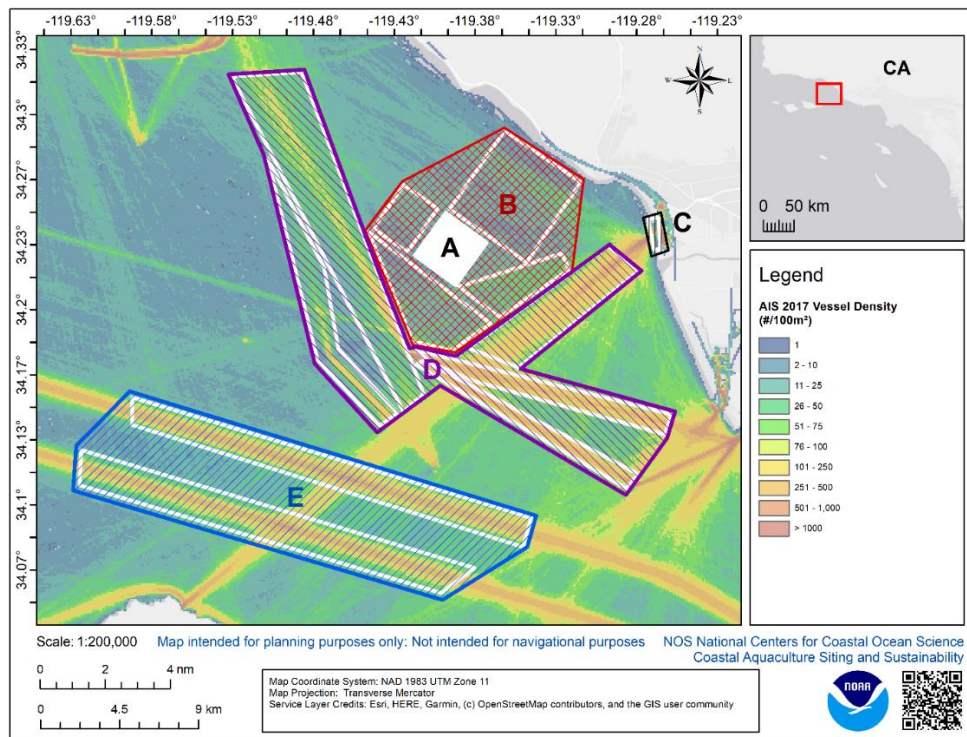 -119.63 -119.58 -119.53 -119.48 -119.43 -119.38 -119.33 -119.28 -119.23
34.33
34.3
34.27
34.23
34.2
34.17
34.13
34.1
34.07
N
W E
S
A
B
C
D
E
CA
0 50 km
Legend
AIS 2017 Vessel Density
(#/100m²)
1
2 - 10
11 - 25
26 - 50
51 - 75
76 - 100
101 - 250
251 - 500
501 - 1,000
> 1000
Scale: 1:200,000 Map intended for planning purposes only: Not intended for navigational purposes NOS National Centers for Coastal Ocean Science
Coastal Aquaculture Siting and Sustainability
0 2 4 nm
0 4.5 9 km
Map Coordinate System: NAD 1983 UTM Zone 11
Map Projection: Transverse Mercator
Service Layer Credits: Esri, HERE, Garmin, (c) OpenStreetMap contributors, and the GIS user community
NOAA